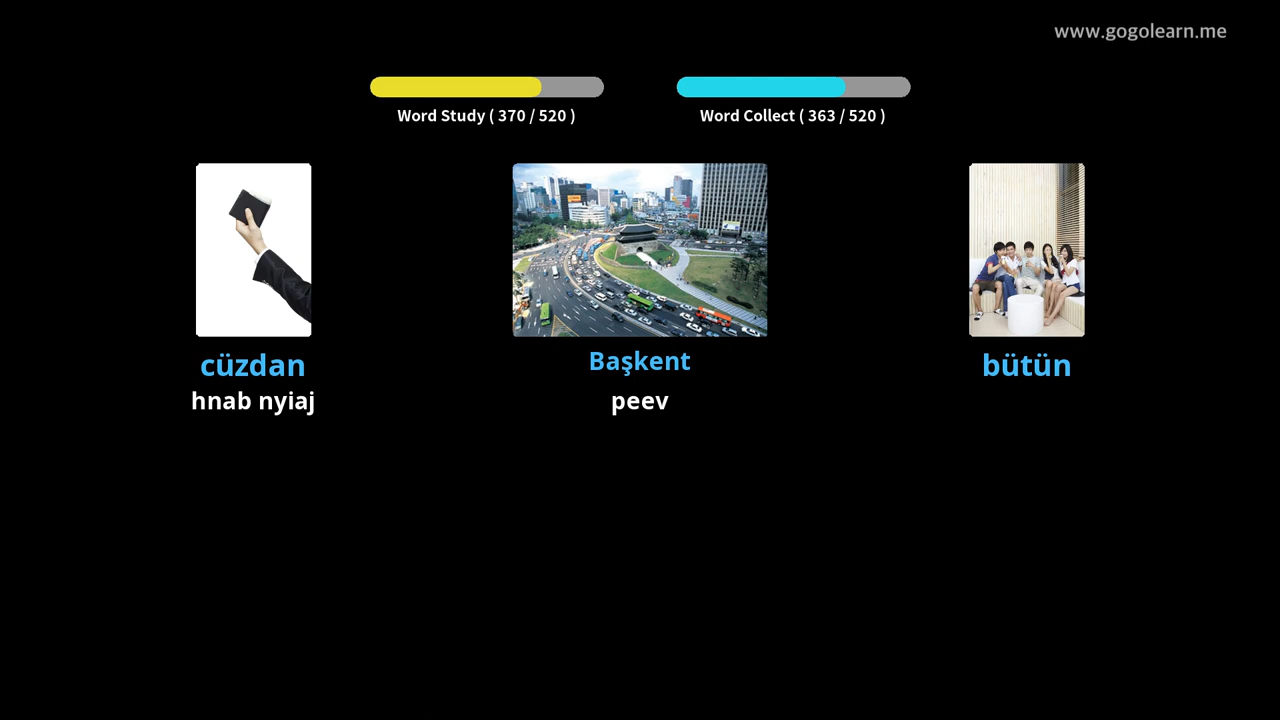 www.gogolearn.me
Word Study ( 370 / 520 )
Word Collect ( 363 / 520 )
cüzdan
hnab nyiaj
Başkent
peev
bütün